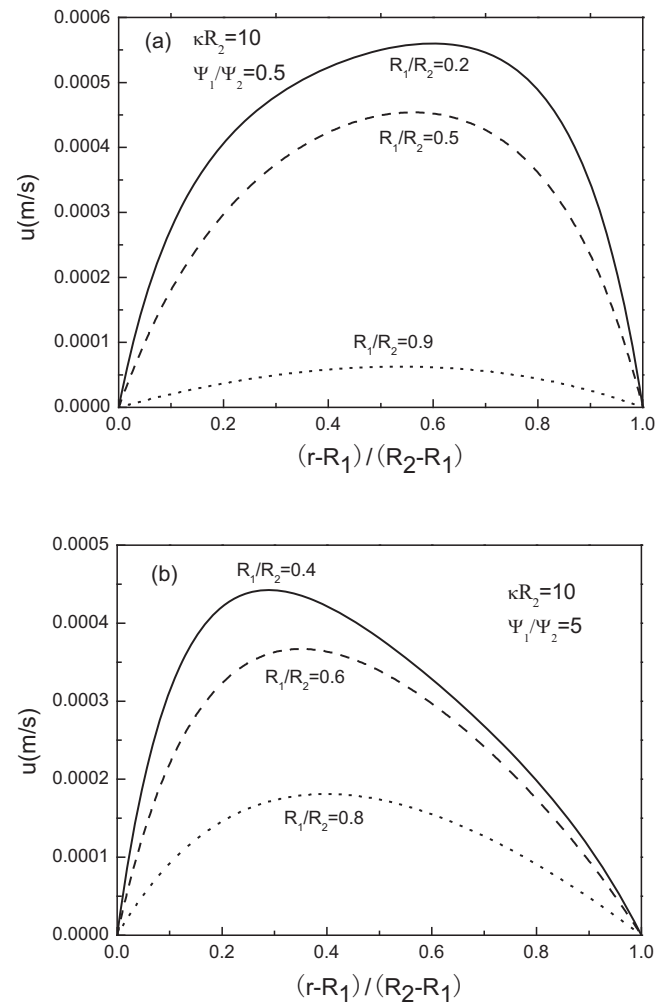 0.0006
(a)
κR₂=10
Ψ₁/Ψ₂=0.5
R₁/R₂=0.2
0.0005
R₁/R₂=0.5
0.0004
u(m/s)
0.0003
0.0002
0.0001
R₁/R₂=0.9
0.0000
0.0 0.2 0.4 0.6 0.8 1.0
(r-R₁)/(R₂-R₁)
0.0005
(b)
R₁/R₂=0.4
κR₂=10
Ψ₁/Ψ₂=5
0.0004
R₁/R₂=0.6
0.0003
u(m/s)
0.0002
R₁/R₂=0.8
0.0001
0.0000
0.0 0.2 0.4 0.6 0.8 1.0
(r-R₁)/(R₂-R₁)